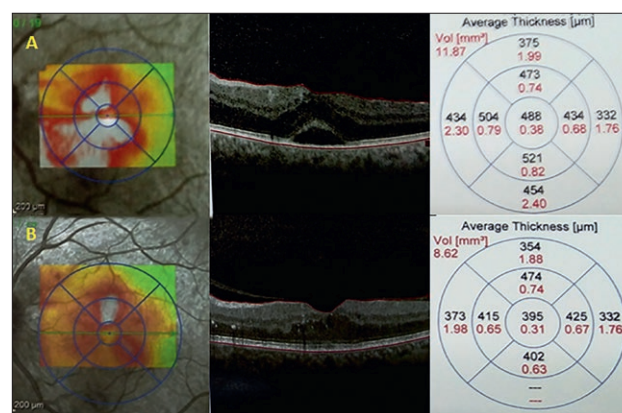 A
Average Thickness [µm]
Vol [mm³]
11.87
375
1.99
473
0.74
434 504 488 434 332
2.30 0.79 0.38 0.68 1.76
521
0.82
454
2.40
200 µm
B
Average Thickness [µm]
Vol [mm³]
8.62
354
1.88
474
0.74
373 415 395 425 332
1.98 0.65 0.31 0.67 1.76
402
0.63
---
---
200 µm